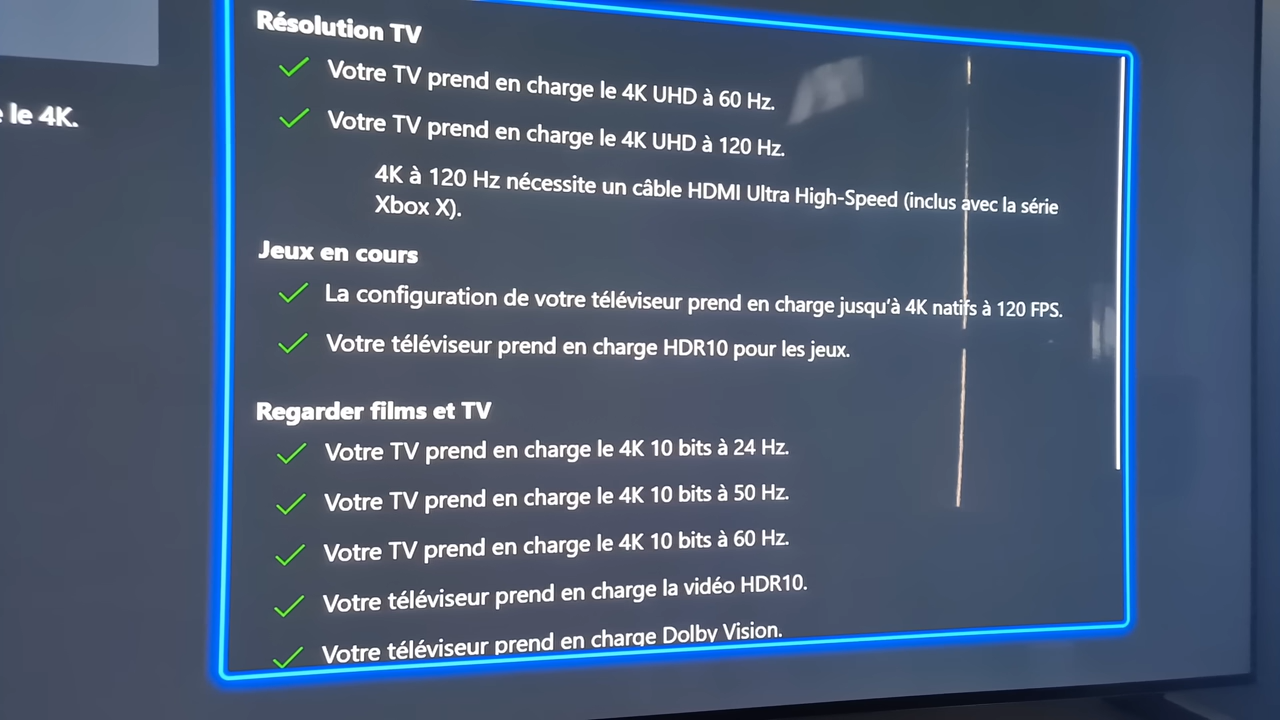 Résolution TV
Votre TV prend en charge le 4K UHD à 60 Hz.
le 4K.
Votre TV prend en charge le 4K UHD à 120 Hz.
4K à 120 Hz nécessite un câble HDMI Ultra High-Speed (inclus avec la série
Xbox X).
Jeux en cours
La configuration de votre téléviseur prend en charge jusqu'à 4K natifs à 120 FPS.
Votre téléviseur prend en charge HDR10 pour les jeux.
Regarder films et TV
Votre TV prend en charge le 4K 10 bits à 24 Hz.
Votre TV prend en charge le 4K 10 bits à 50 Hz.
Votre TV prend en charge le 4K 10 bits à 60 Hz.
Votre téléviseur prend en charge la vidéo HDR10.
Votre téléviseur prend en charge Dolby Vision.